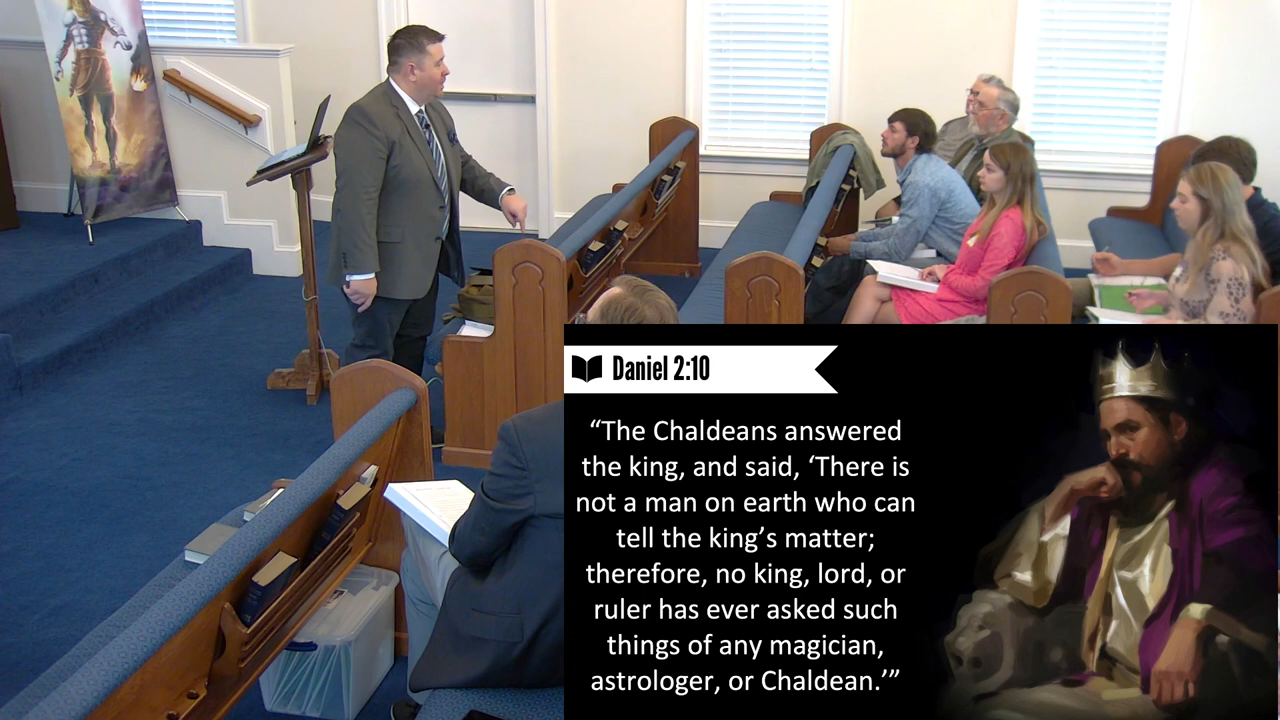 Daniel 2:10
“The Chaldeans answered
the king, and said, ‘There is
not a man on earth who can
tell the king’s matter;
therefore, no king, lord, or
ruler has ever asked such
things of any magician,
astrologer, or Chaldean.’”